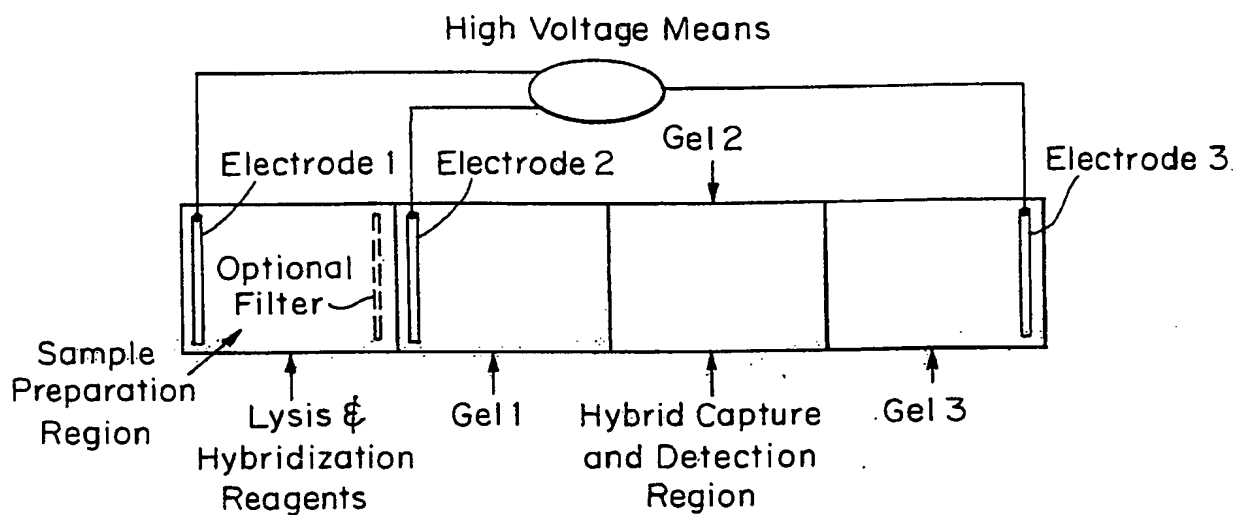 High Voltage Means
Gel 2
Electrode 1
Electrode 2
Electrode 3
Optional
Filter
Sample
Preparation
Region
Lysis &
Hybridization
Reagents
Gel 1
Hybrid Capture
and Detection
Region
Gel 3